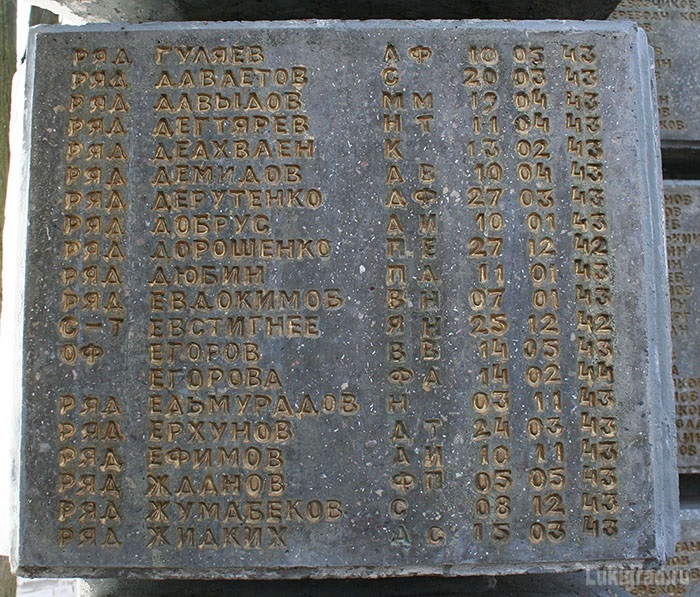 РЯД ГУЛЯЕВ А Ф 18 03 43
РЯД ДАВЛЕТОВ С 20 03 43
РЯД ДАВЫДОВ М М 19 04 43
РЯД ДЕГТЯРЕВ Н Т 11 04 43
РЯД ДЕАХВАЕН К 13 02 43
РЯД ДЕМИДОВ А В 10 04 43
РЯД ДЕРУТЕНКО Д Ф 27 03 43
РЯД ДОБРУС Д И 10 01 43
РЯД ДОРОШЕНКО П Е 27 12 42
РЯД ДЮБИН П А 11 01 43
РЯД ЕВДОКИМОВ В Н 07 01 43
С-Т ЕВСТИГНЕЕ Я Н 25 12 42
ОФ ЕГОРОВ В В 14 05 43
ЕГОРОВА Ф А 14 02 44
РЯД ЕЛЬМУРАДОВ Н 03 11 43
РЯД ЕРХУНОВ Д Т 24 03 43
РЯД ЕФИМОВ Д И 10 11 43
РЯД ЖДАНОВ Ф П 05 05 43
РЯД ЖУМАБЕКОВ С 08 12 43
РЯД ЖИДКИХ А С 15 03 43